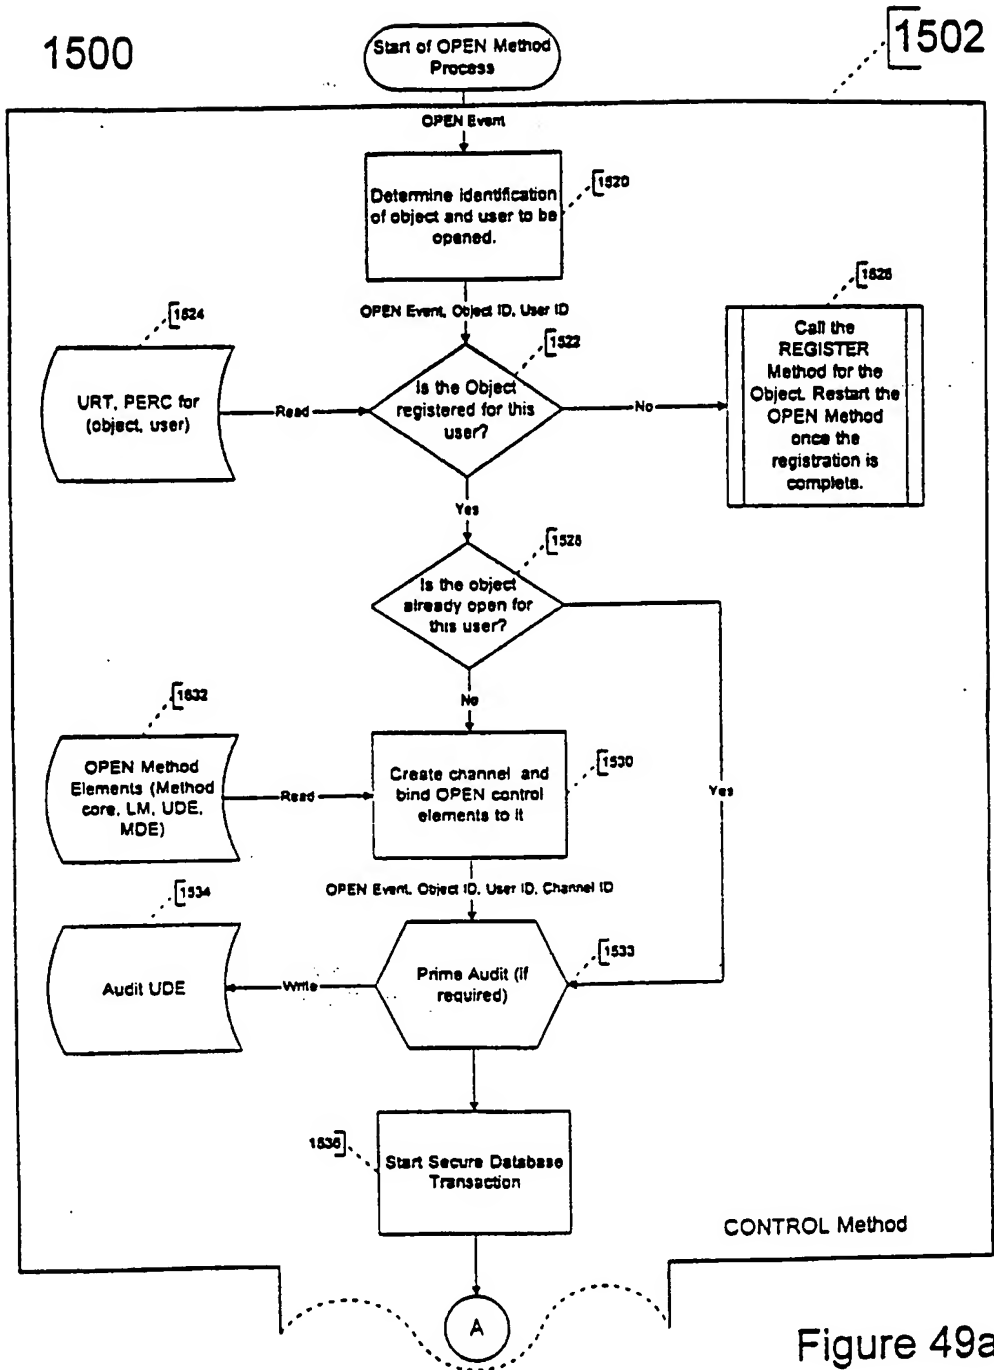 1500
Start of OPEN Method
Process
1502
OPEN Event
Determine identification
of object and user to be
opened.
1520
OPEN Event, Object ID, User ID
1524
URT, PERC for
(object, user)
Read
Is the Object
registered for this
user?
1522
No
1526
Call the
REGISTER
Method for the
Object. Restart the
OPEN Method
once the
registration is
complete.
Yes
Is the object
already open for
this user?
1528
No
Yes
1532
OPEN Method
Elements (Method
core, LM, UDE,
MDE)
Read
Create channel and
bind OPEN control
elements to it
1530
OPEN Event, Object ID, User ID, Channel ID
1534
Audit UDE
Write
Prime Audit (if
required)
1533
1536
Start Secure Database
Transaction
CONTROL Method
A
Figure 49a